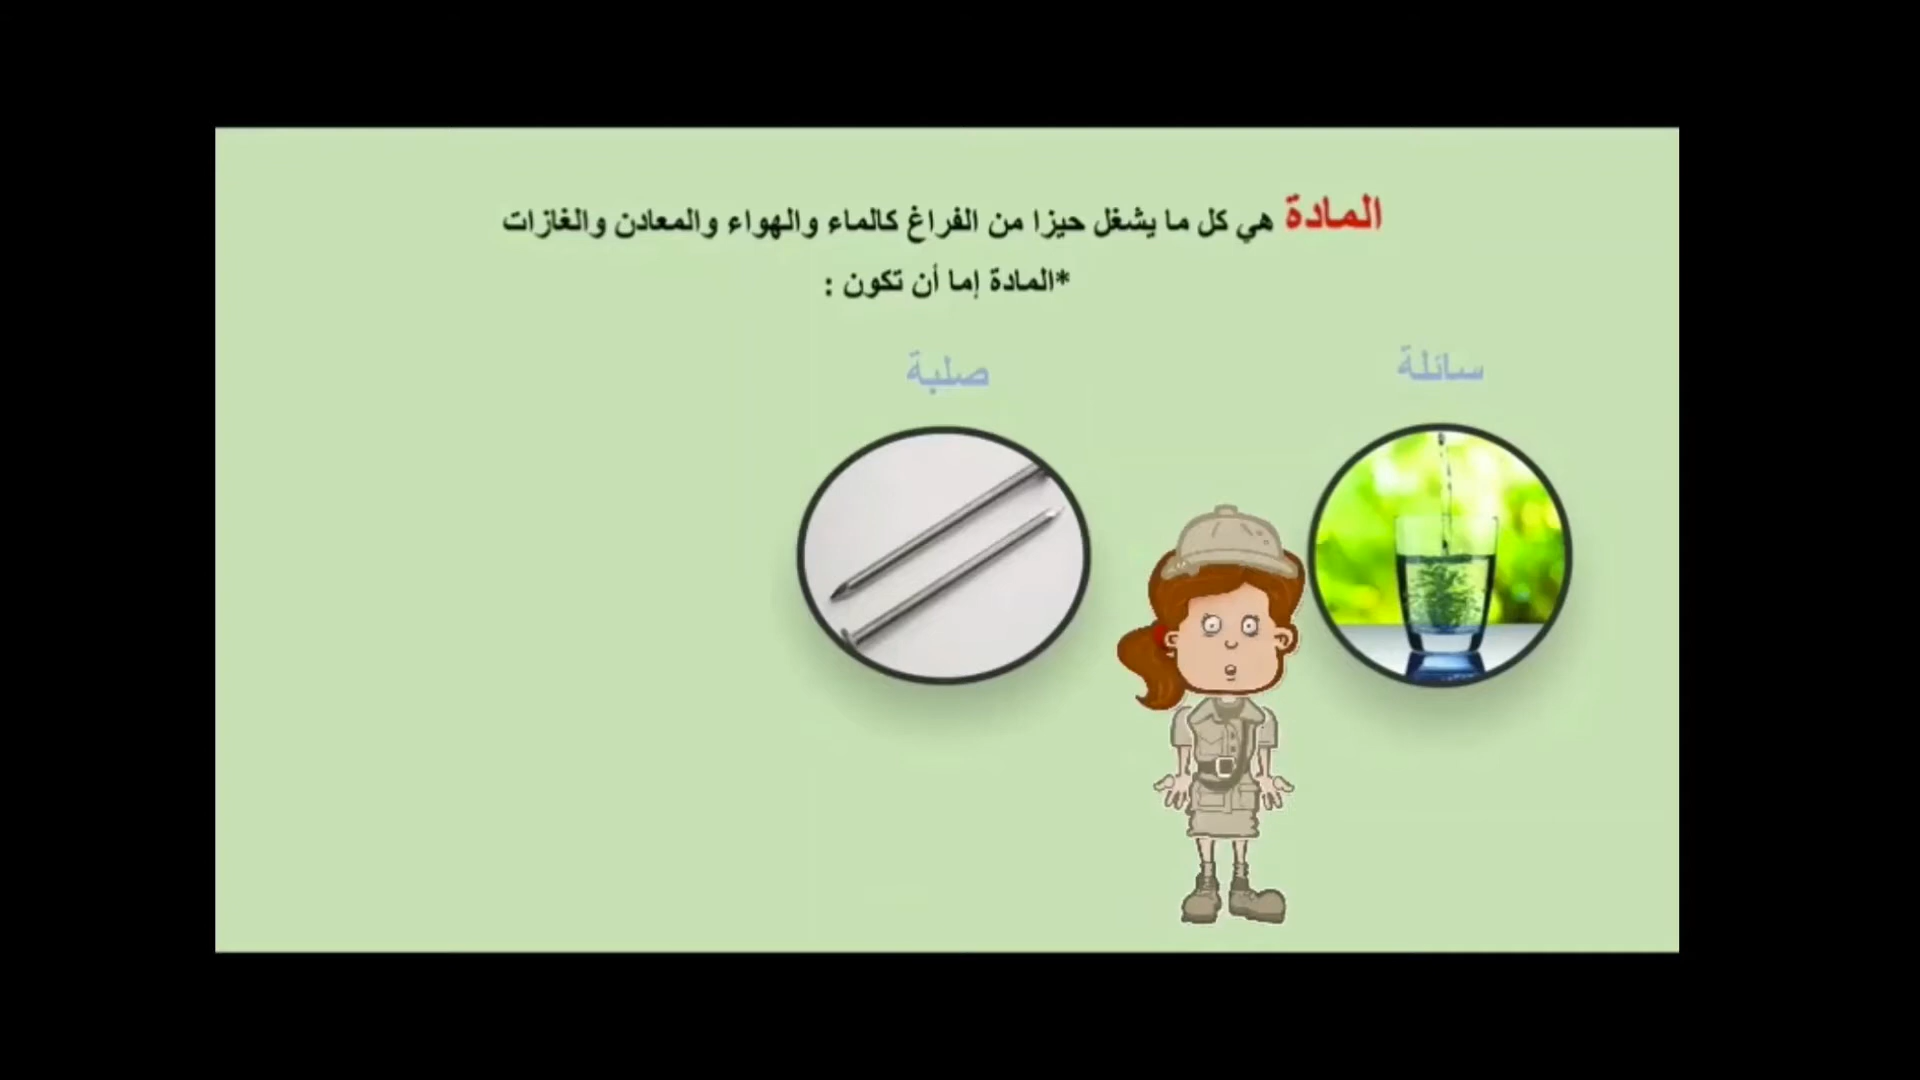 المادة هي كل ما يشغل حيزا من الفراغ كالماء والهواء والمعادن والغازات
*المادة إما أن تكون :
سائلة
صلبة